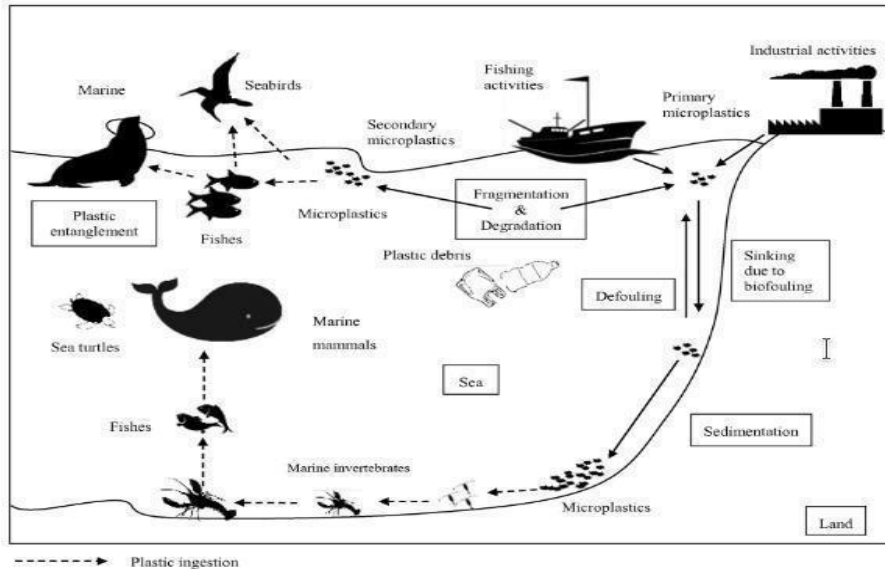 Industrial activities
Marine
Seabirds
Fishing
activities
Primary
microplastics
Secondary
microplastics
Plastic
entanglement
Fishes
Microplastics
Fragmentation
&
Degradation
Plastic debris
Defouling
Sinking
due to
biofouling
Sea turtles
Marine
mammals
Sea
Fishes
Sedimentation
Marine invertebrates
Microplastics
Land
Plastic ingestion